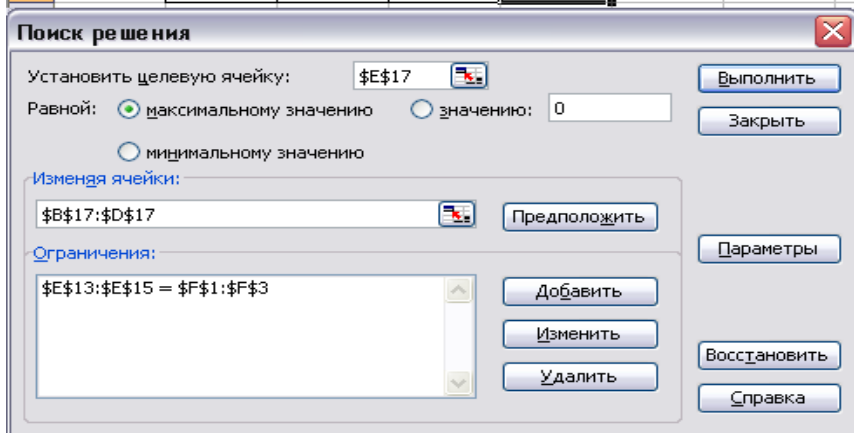 Поиск решения
Установить целевую ячейку: $E$17
Выполнить
Равной: максимальному значению значению: 0
Закрыть
минимальному значению
Изменяя ячейки:
$B$17:$D$17 Предположить
Параметры
Ограничения:
$E$13:$E$15 = $F$1:$F$3
Добавить
Изменить
Восстановить
Удалить
Справка